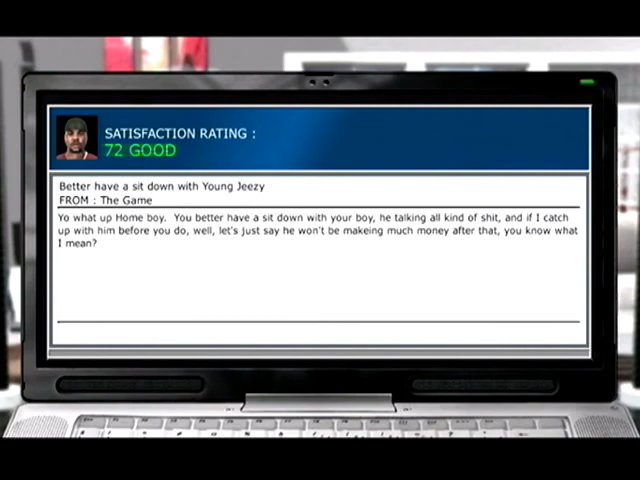 SATISFACTION RATING :
72 GOOD
Better have a sit down with Young Jeezy
FROM : The Game
Yo what up Home boy.  You better have a sit down with your boy, he talking all kind of shit, and if I catch
up with him before you do, well, let's just say he won't be makeing much money after that, you know what
I mean?